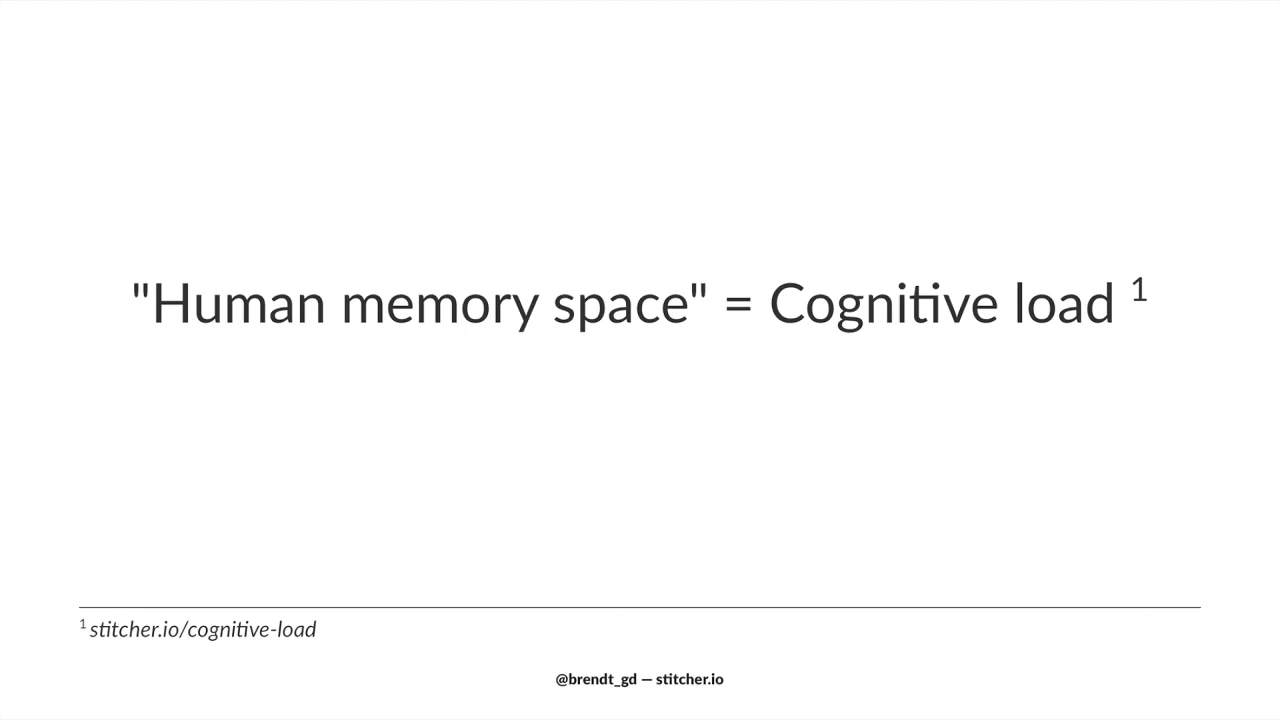 "Human memory space" = Cognitive load ¹
¹ stitcher.io/cognitive-load
@brendt_gd — stitcher.io